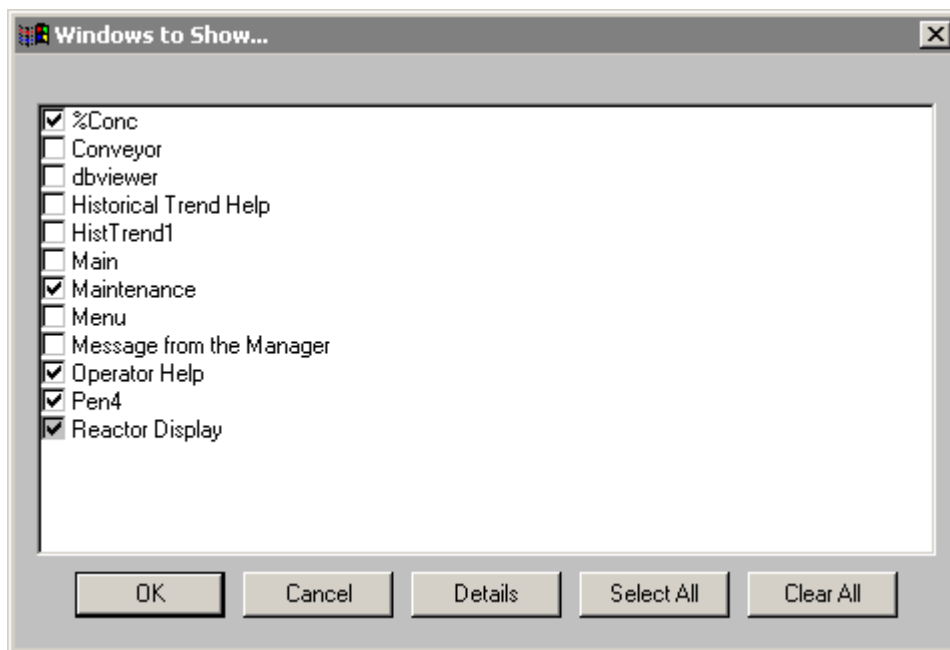 Windows to Show...
%Conc
Conveyor
dbviewer
Historical Trend Help
HistTrend1
Main
Maintenance
Menu
Message from the Manager
Operator Help
Pen4
Reactor Display
OK Cancel Details Select All Clear All